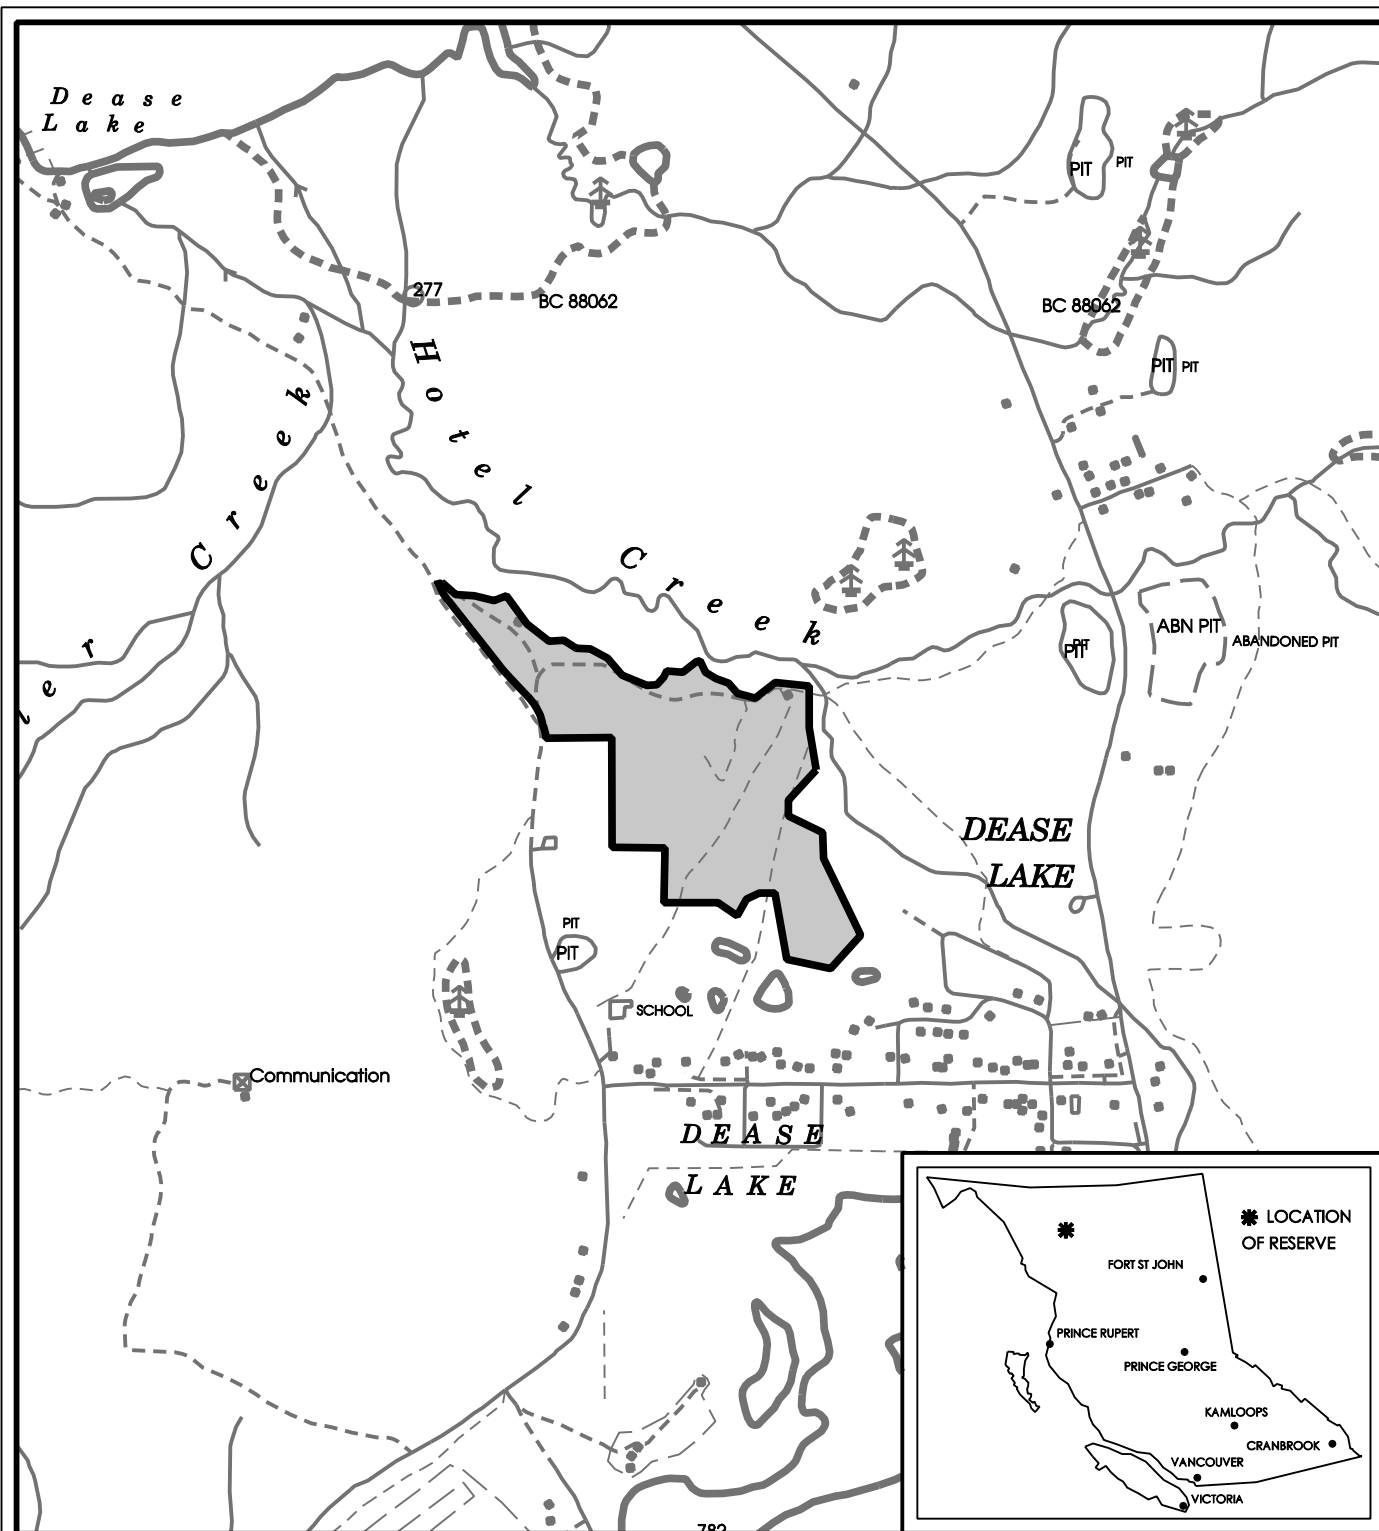 Dease
Lake
PIT
PIT
277
BC 88062
BC 88062
Hotel
PIT
PIT
Creek
Creek
ABN PIT
ABANDONED PIT
PIT
PIT
DEASE
LAKE
PIT
PIT
SCHOOL
Communication
DEASE
LAKE
LOCATION
OF RESERVE
FORT ST JOHN
PRINCE RUPERT
PRINCE GEORGE
KAMLOOPS
CRANBROOK
VANCOUVER
VICTORIA